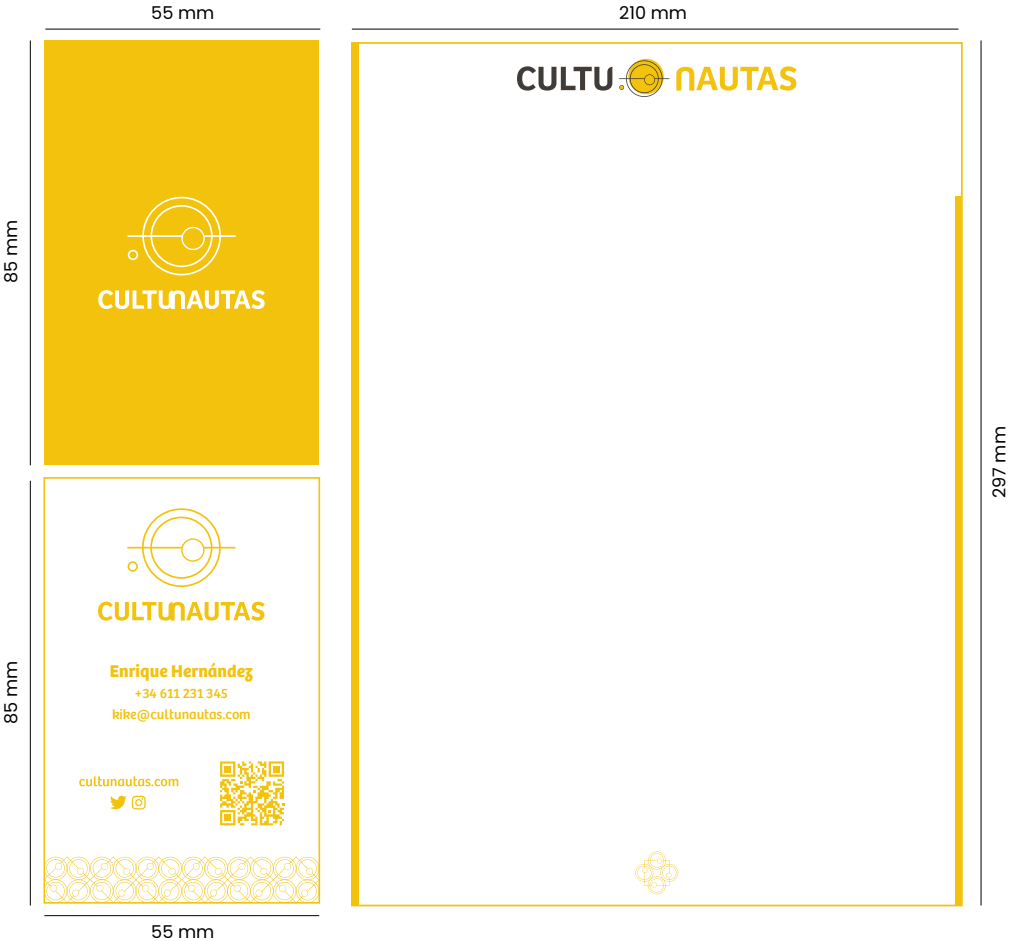 55 mm
210 mm
85 mm
CULTUNAUTAS
CULTU
NAUTAS
297 mm
85 mm
CULTUNAUTAS
Enrique Hernández
+34 611 231 345
kike@cultunautas.com
cultunautas.com
55 mm